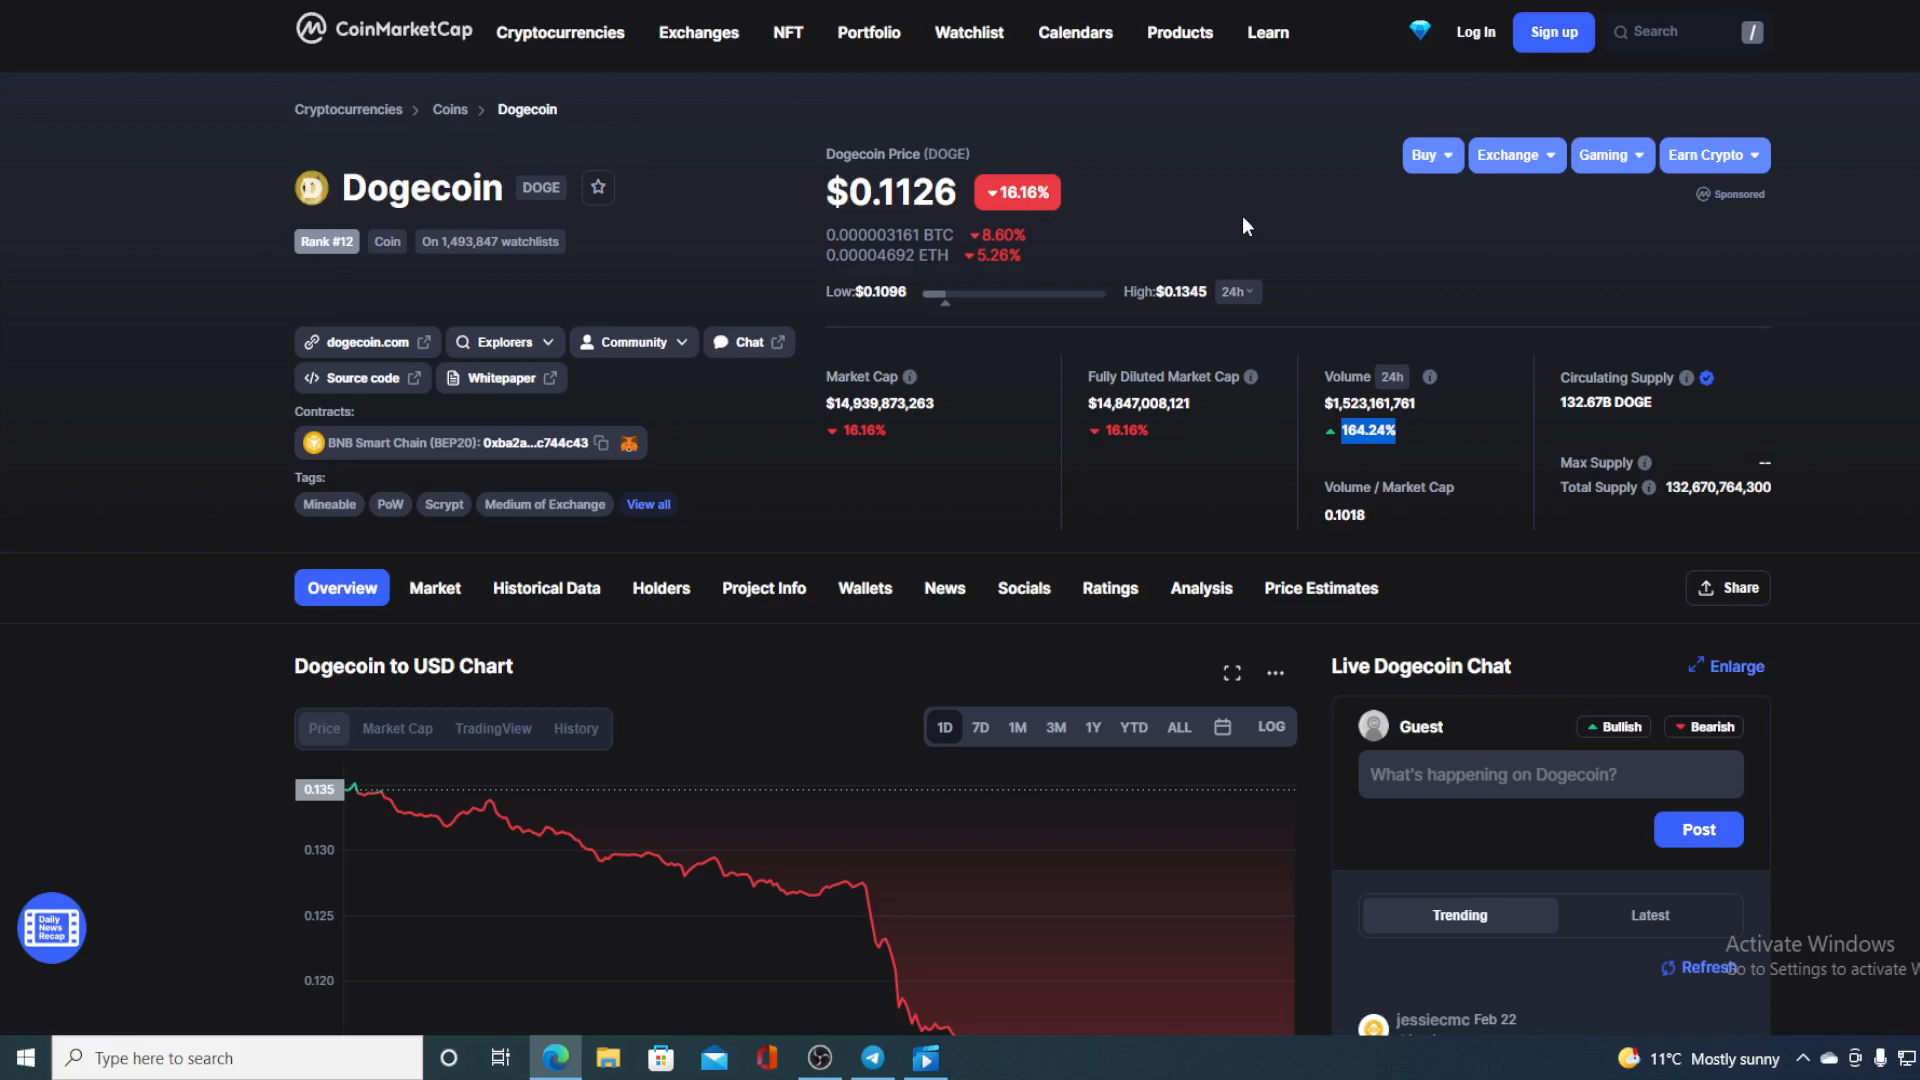 CoinMarketCap Cryptocurrencies Exchanges NFT Portfolio Watchlist Calendars Products Learn Log In Sign up Search /
Cryptocurrencies > Coins > Dogecoin
Dogecoin DOGE
Rank #12 Coin On 1,493,847 watchlists
dogecoin.com Explorers Community Chat
Source code Whitepaper
Contracts:
BNB Smart Chain (BEP20): 0xba2a...c744c43
Tags:
Mineable PoW Scrypt Medium of Exchange View all
Dogecoin Price (DOGE)
$0.1126 16.16%
0.000003161 BTC 8.60%
0.00004692 ETH 5.26%
Low:$0.1096 High:$0.1345 24h
Buy Exchange Gaming Earn Crypto
Sponsored
Market Cap
$14,939,873,263
16.16%
Fully Diluted Market Cap
$14,847,008,121
16.16%
Volume 24h
$1,523,161,761
164.24%
Volume / Market Cap
0.1018
Circulating Supply
132.67B DOGE
Max Supply --
Total Supply 132,670,764,300
Overview Market Historical Data Holders Project Info Wallets News Socials Ratings Analysis Price Estimates Share
Dogecoin to USD Chart
Price Market Cap TradingView History 1D 7D 1M 3M 1Y YTD ALL LOG
0.135
0.130
0.125
0.120
Live Dogecoin Chat Enlarge
Guest Bullish Bearish
What's happening on Dogecoin?
Post
Trending Latest
Refresh
jessiecmc Feb 22
Daily
News
Recap
Activate Windows
Go to Settings to activate W
Type here to search 11°C Mostly sunny